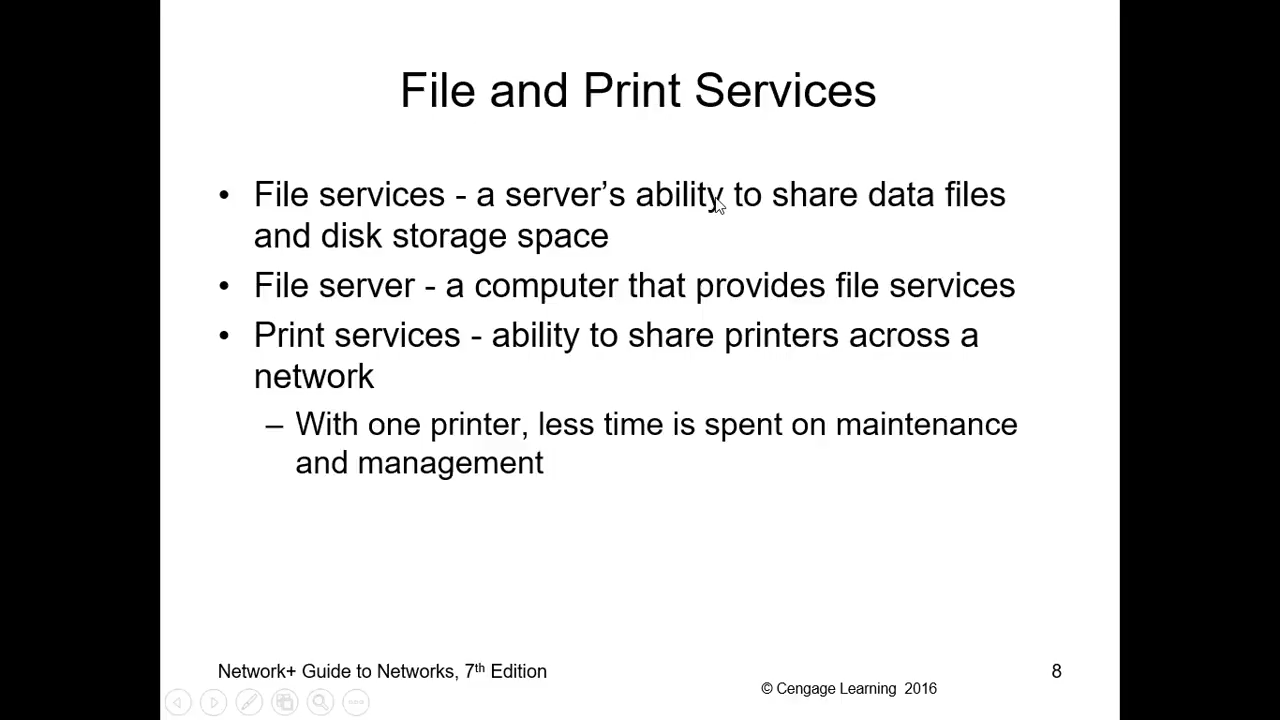 File and Print Services
• File services - a server’s ability to share data files
and disk storage space
• File server - a computer that provides file services
• Print services - ability to share printers across a
network
– With one printer, less time is spent on maintenance
and management
Network+ Guide to Networks, 7th Edition
8
© Cengage Learning 2016